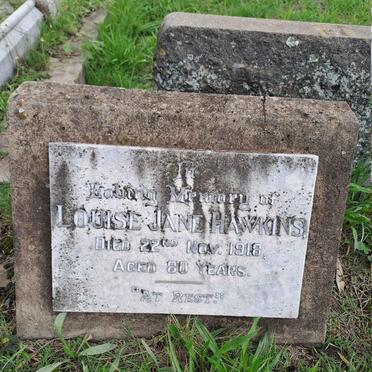 In Loving Memory of
LOUISE JANE HAWKINS
DIED 22ND NOV. 1918.
AGED 80 YEARS.
"AT REST"